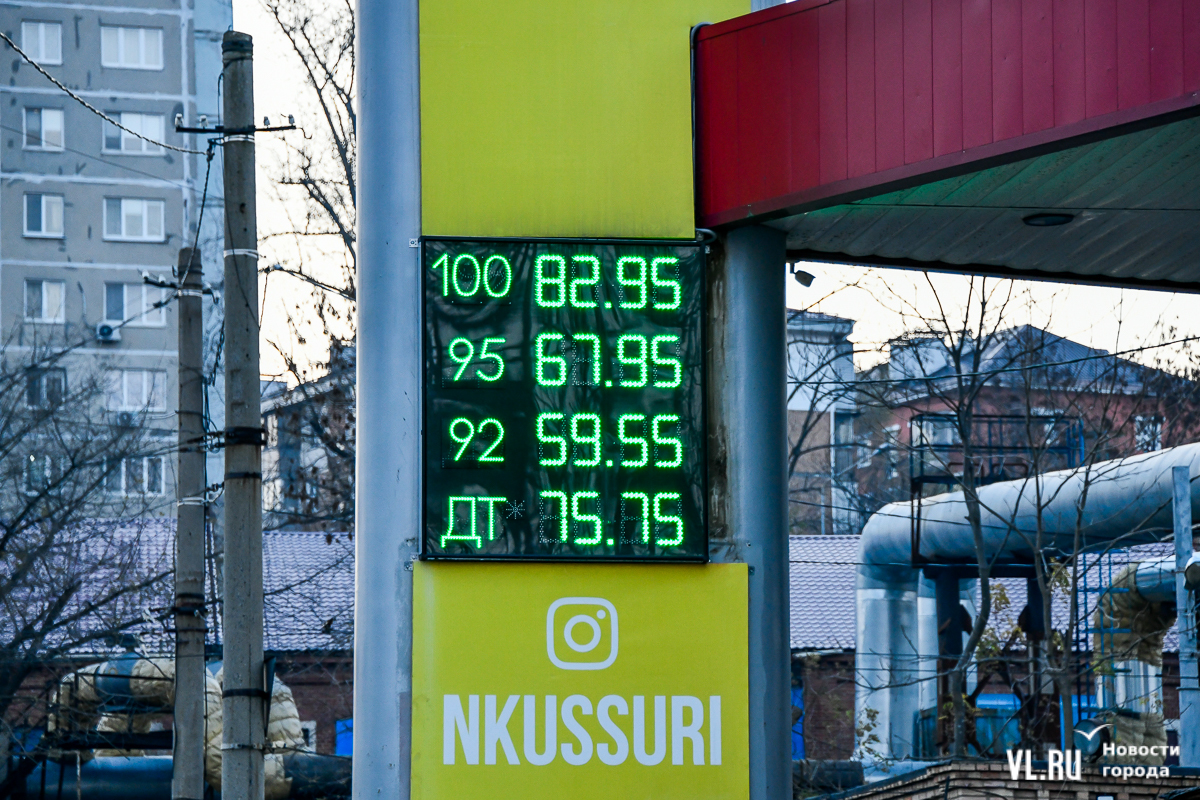 100 82.95
95 67.95
92 59.55
ДТ* 75.75
NKUSSURI
VL.RU Новости
города